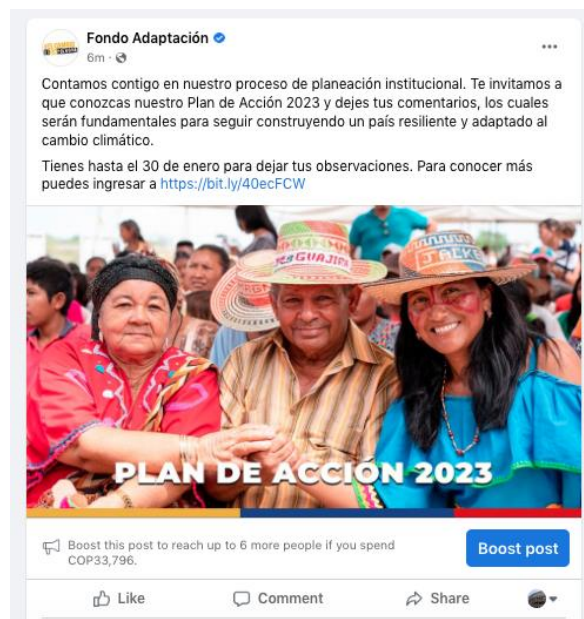 Fondo Adaptación
6m
Contamos contigo en nuestro proceso de planeación institucional. Te invitamos a
que conozcas nuestro Plan de Acción 2023 y dejes tus comentarios, los cuales
serán fundamentales para seguir construyendo un país resiliente y adaptado al
cambio climático.
Tienes hasta el 30 de enero para dejar tus observaciones. Para conocer más
puedes ingresar a https://bit.ly/40ecFCW
GUAJIRA
JACKE
PLAN DE ACCIÓN 2023
Boost this post to reach up to 6 more people if you spend
COP33,796.
Boost post
Like Comment Share